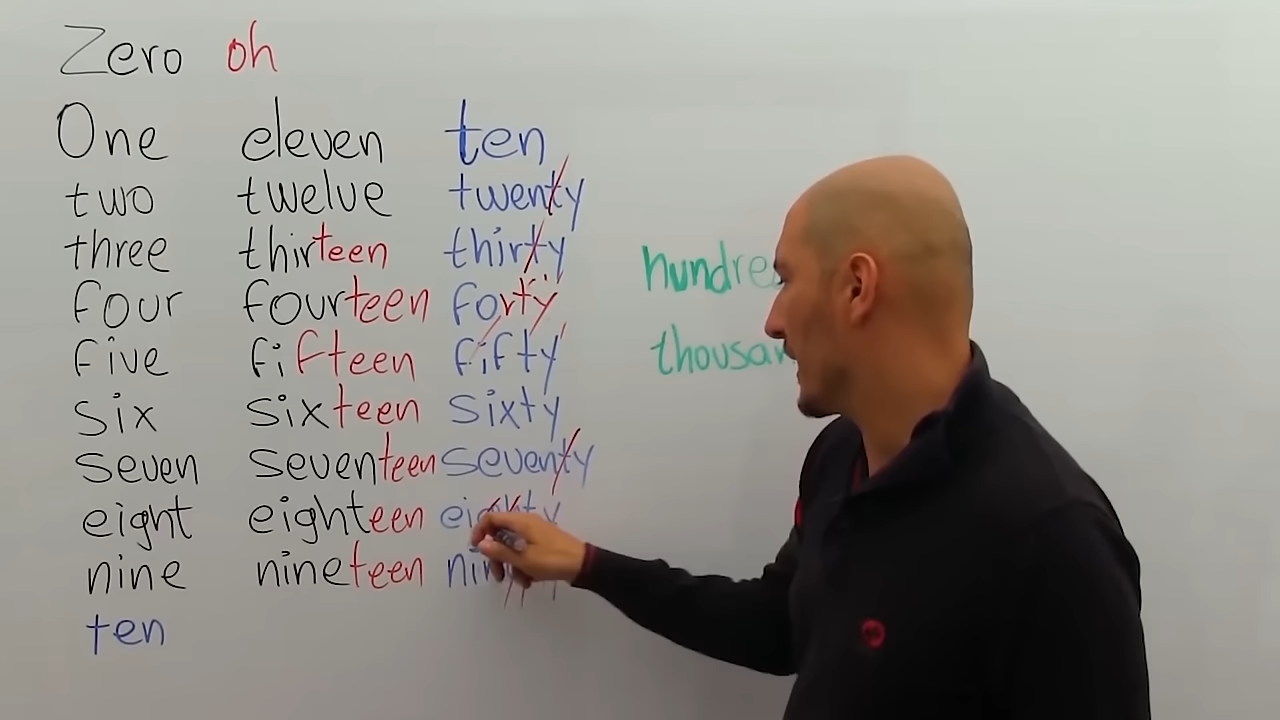 Zero oh
One eleven ten
two twelve twenty
three thirteen thirty
four fourteen forty
five fifteen fifty
six sixteen sixty
seven seventeen seventy
eight eighteen eighty
nine nineteen
ten